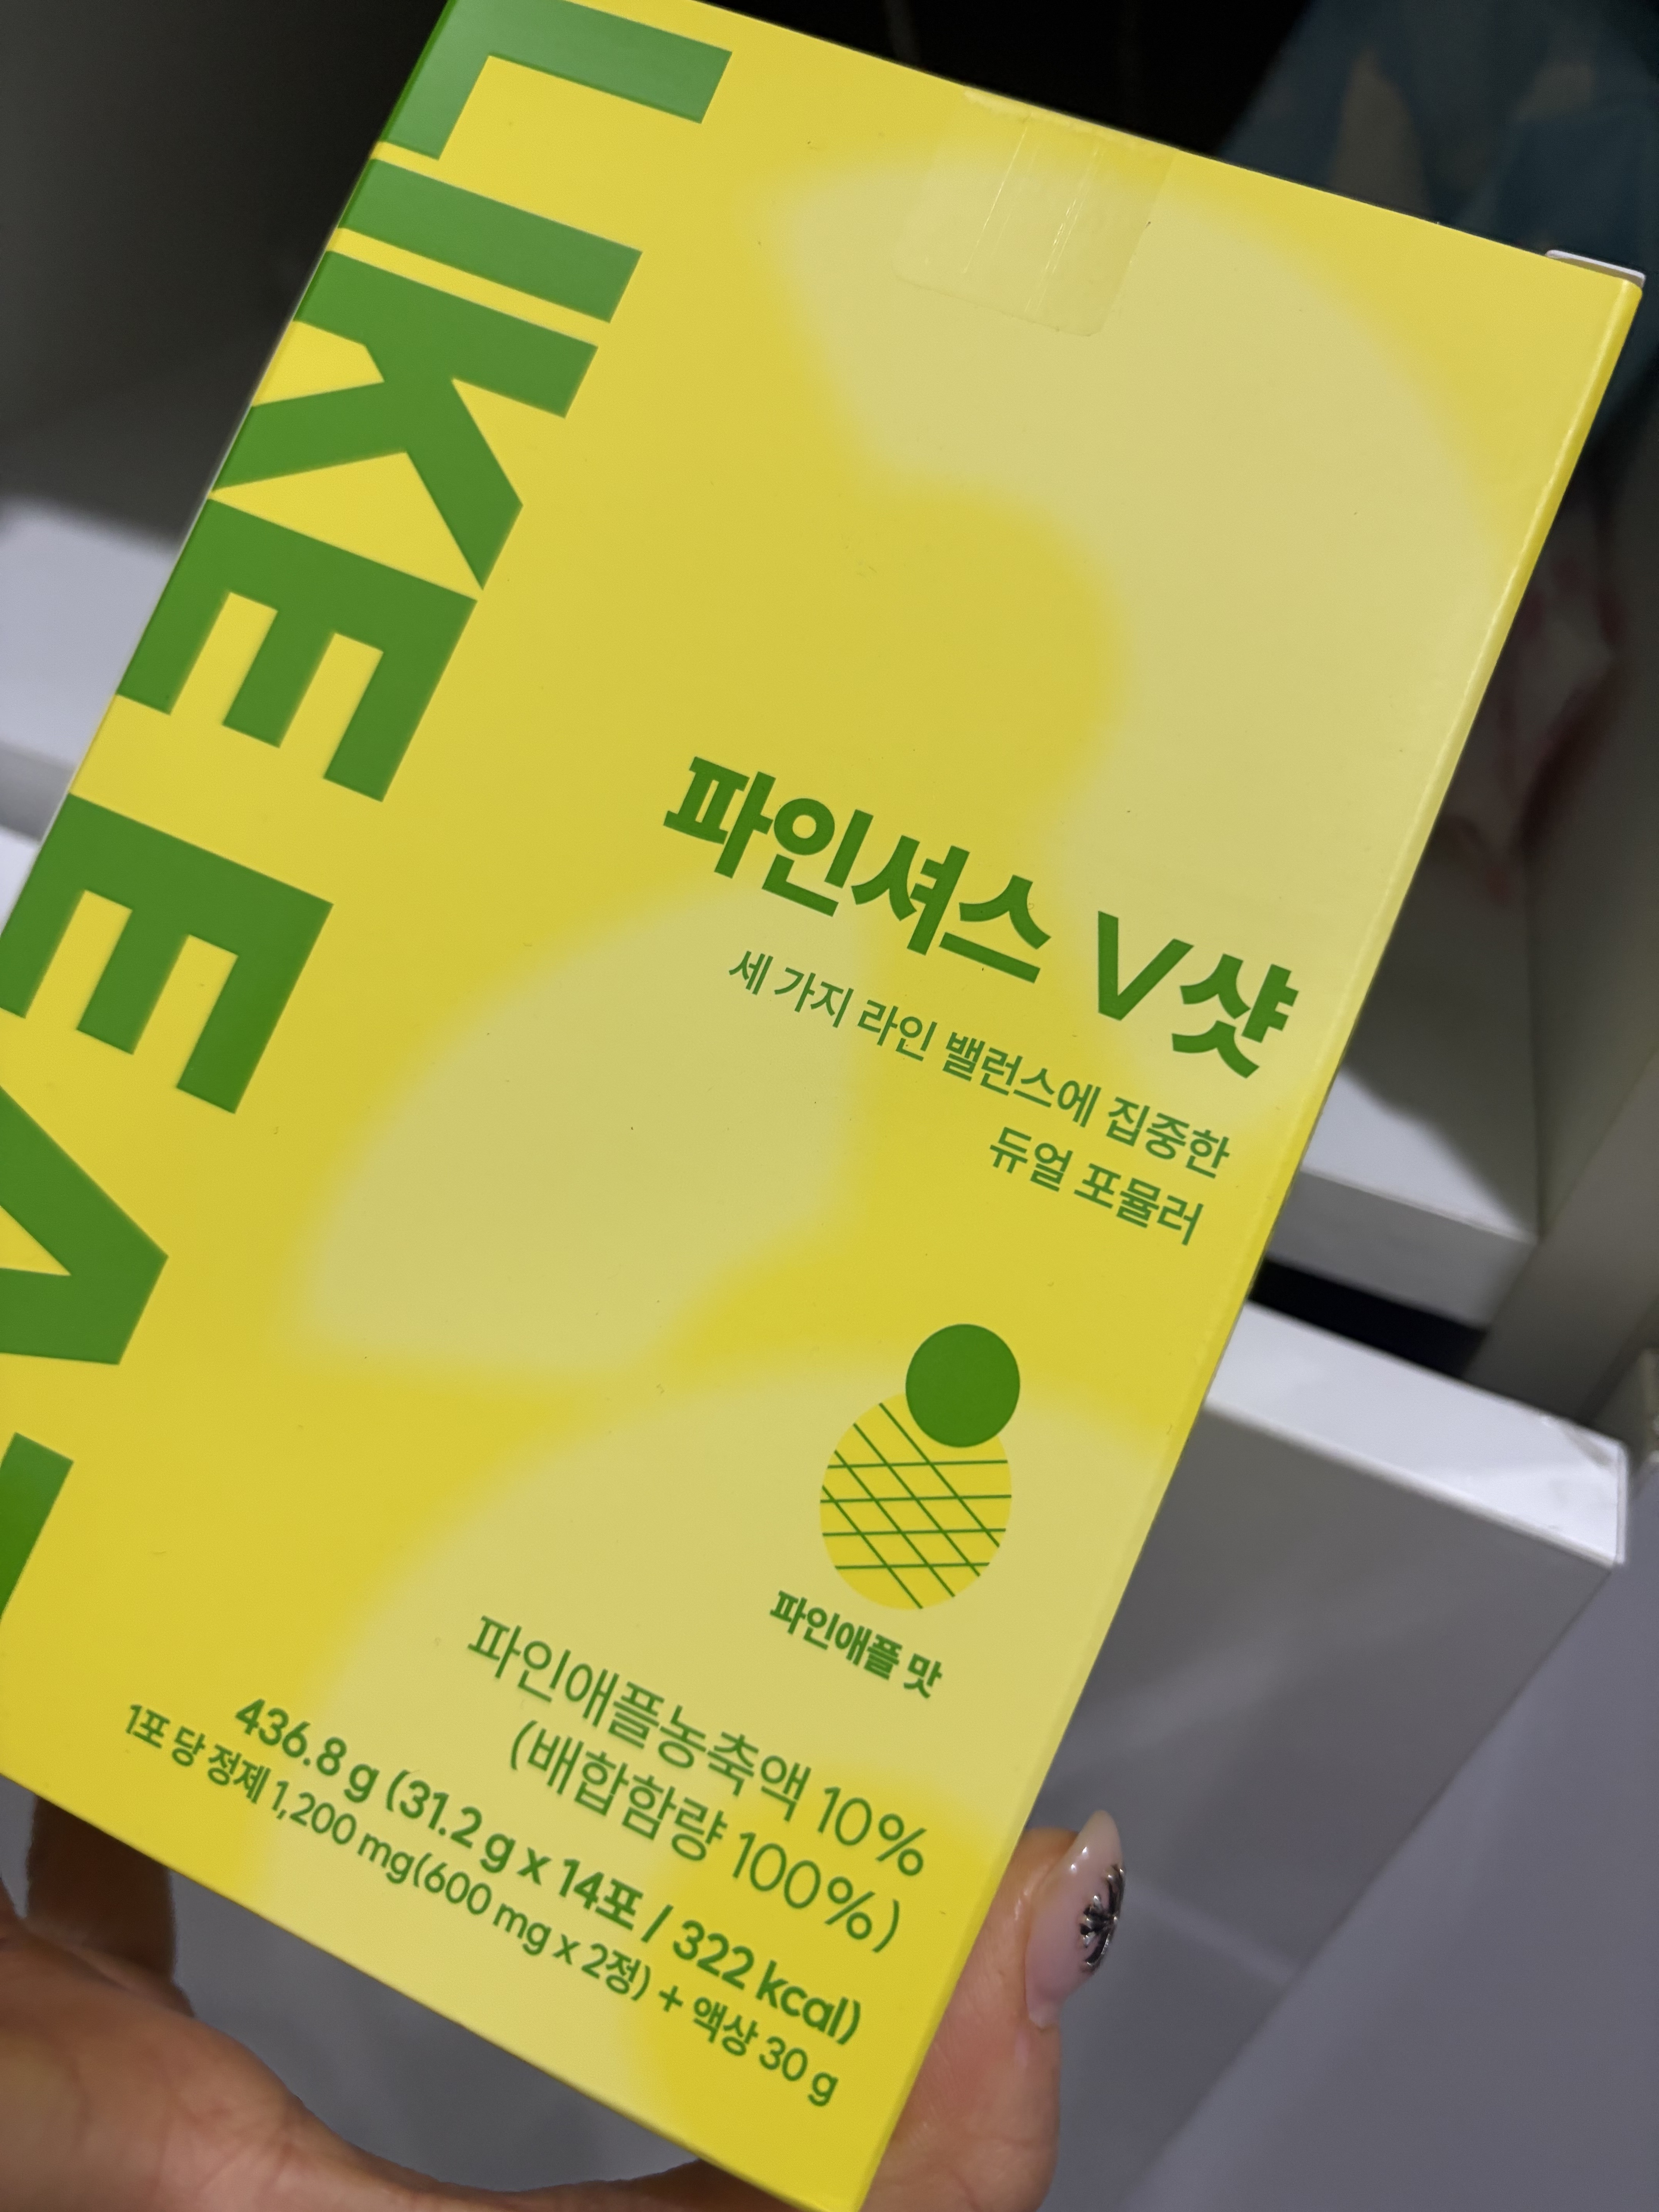 LIKE EAT
파인셔스 V샷
세 가지 라인 밸런스에 집중한
듀얼 포뮬러
파인애플 맛
파인애플농축액 10%
(배합함량 100%)
436.8 g (31.2 g x 14포 / 322 kcal)
1포 당 정제 1,200 mg(600 mg x 2정) + 액상 30 g